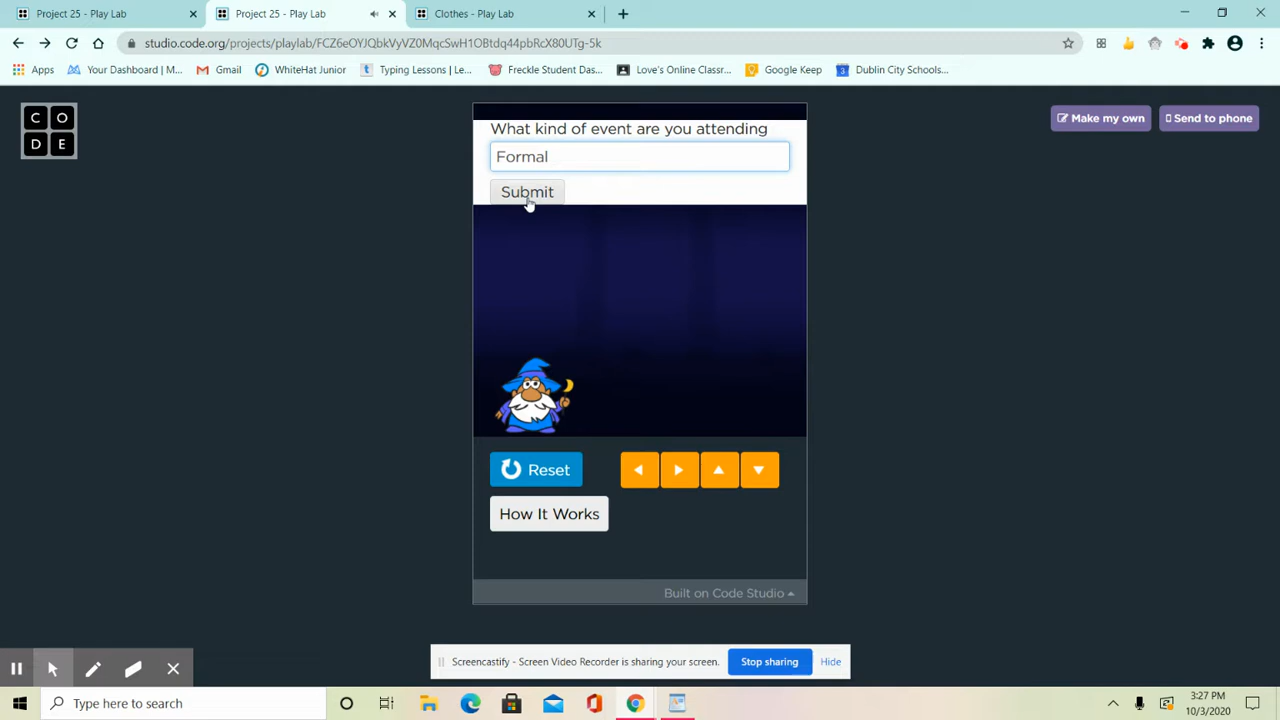 Project 25 - Play Lab
Project 25 - Play Lab
Clothes - Play Lab
studio.code.org/projects/playlab/FCZ6eOYJQbkVyVZ0MqcSwH1OBtdq44pbRcX80UTg-5k
Apps
Your Dashboard | M...
Gmail
WhiteHat Junior
Typing Lessons | Le...
Freckle Student Das...
Love's Online Classr...
Google Keep
Dublin City Schools...
C O
D E
Make my own
Send to phone
What kind of event are you attending
Formal
Submit
Reset
How It Works
Built on Code Studio
Screencastify - Screen Video Recorder is sharing your screen.
Stop sharing
Hide
Type here to search
3:27 PM
10/3/2020